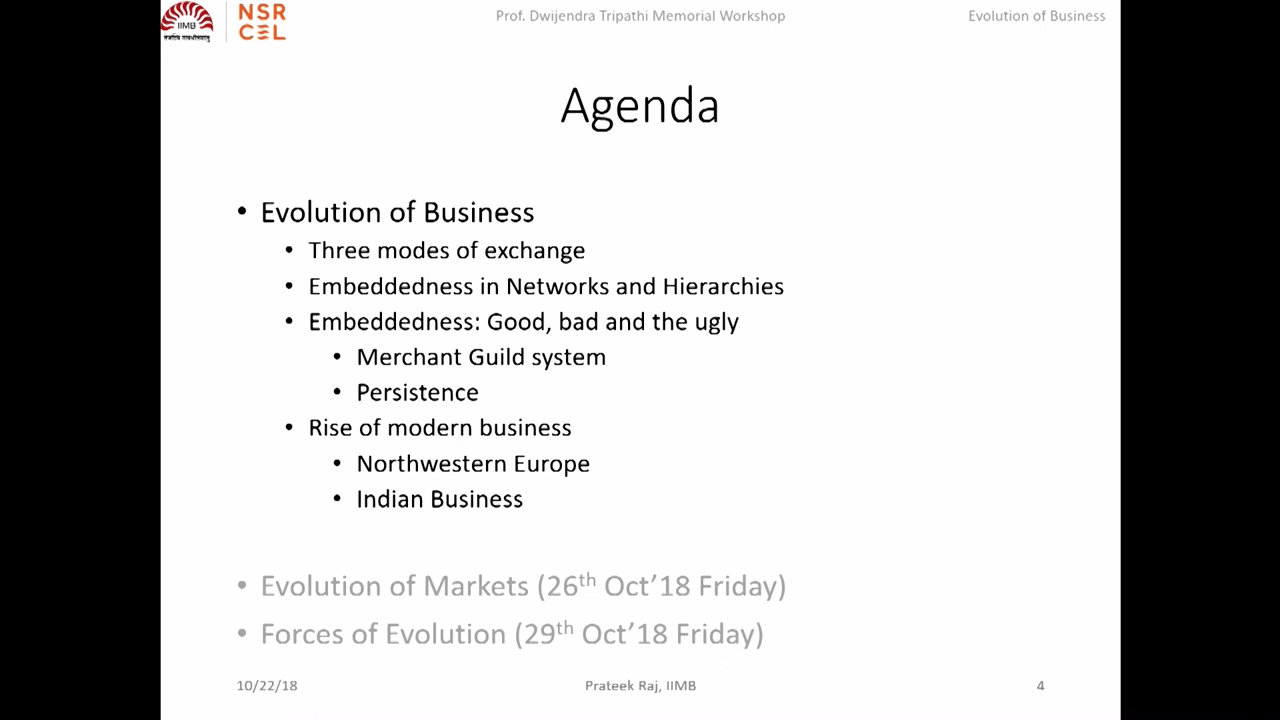 IIMB
NSR
CEL
Prof. Dwijendra Tripathi Memorial Workshop
Evolution of Business
Agenda
• Evolution of Business
• Three modes of exchange
• Embeddedness in Networks and Hierarchies
• Embeddedness: Good, bad and the ugly
• Merchant Guild system
• Persistence
• Rise of modern business
• Northwestern Europe
• Indian Business
• Evolution of Markets (26th Oct'18 Friday)
• Forces of Evolution (29th Oct'18 Friday)
10/22/18
Prateek Raj, IIMB
4